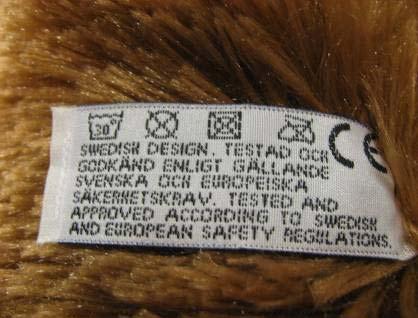 30
CE
SWEDISH DESIGN. TESTAD OCH
GODKÄND ENLIGT GÄLLANDE
SVENSKA OCH EUROPEISKA
SÄKERHETSKRAV. TESTED AND
APPROVED ACCORDING TO SWEDISH
AND EUROPEAN SAFETY REGULATIONS.